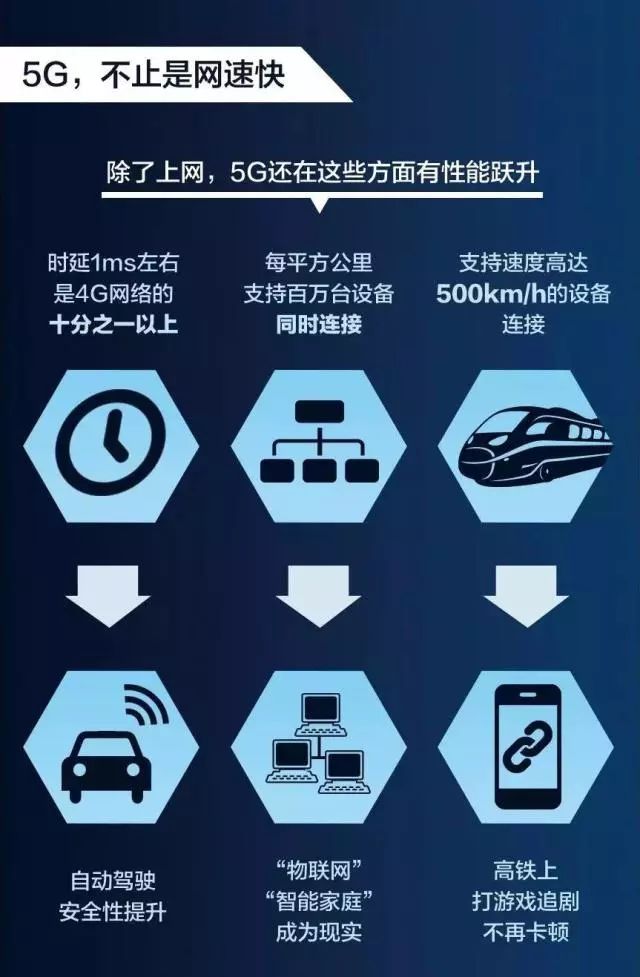 5G，不止是网速快
除了上网，5G还在这些方面有性能跃升
时延1ms左右
是4G网络的
十分之一以上
每平方公里
支持百万台设备
同时连接
支持速度高达
500km/h的设备
连接
自动驾驶
安全性提升
“物联网”
“智能家庭”
成为现实
高铁上
打游戏追剧
不再卡顿